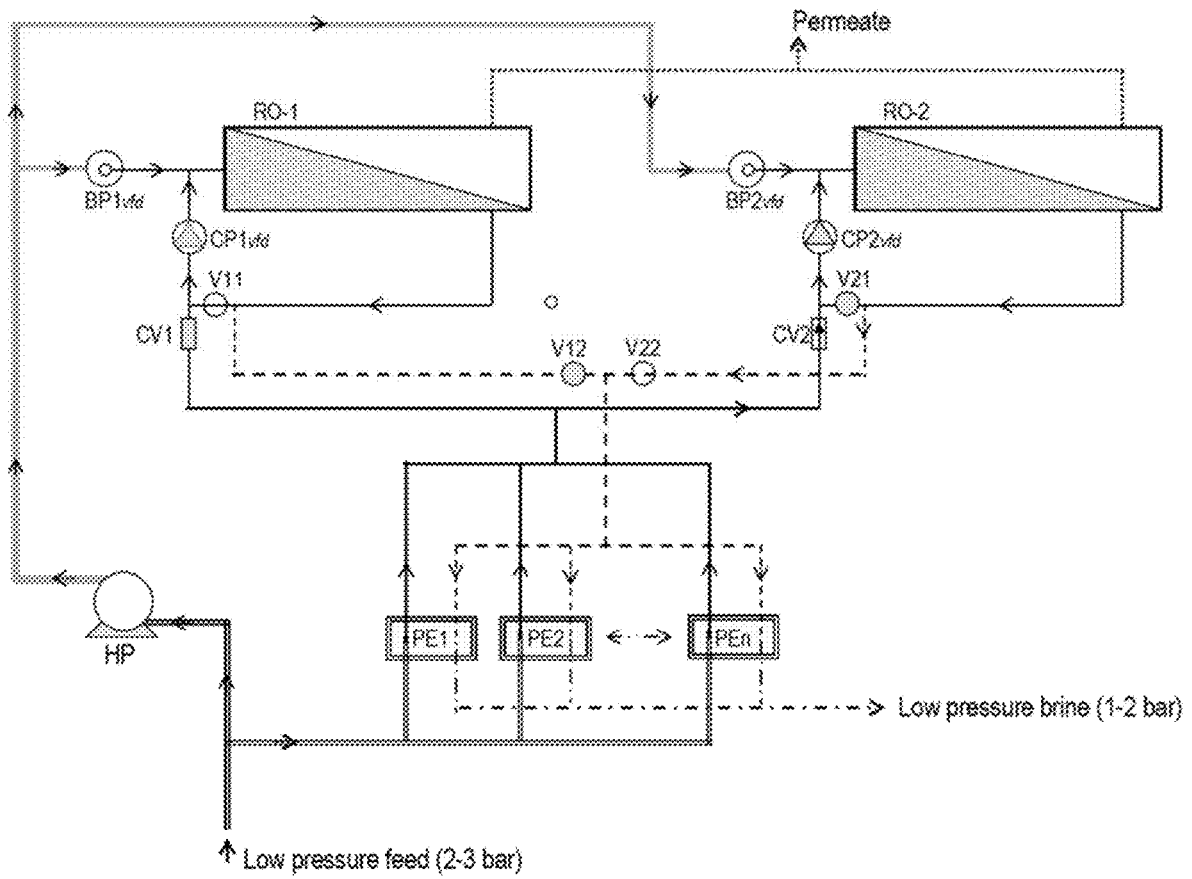 Permeate
RO-1
RO-2
BP1vfd
BP2vfd
CP1vfd
CP2vfd
V11
V21
CV1
CV2
V12
V22
HP
PE1
PE2
PEn
Low pressure brine (1-2 bar)
Low pressure feed (2-3 bar)